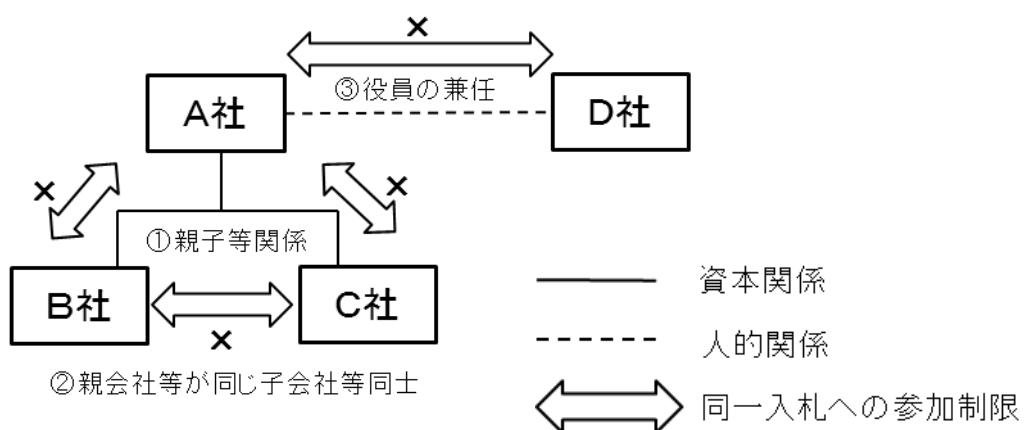 ×
③役員の兼任
A社
D社
×
×
①親子等関係
B社
C社
×
②親会社等が同じ子会社等同士
資本関係
人的関係
同一入札への参加制限